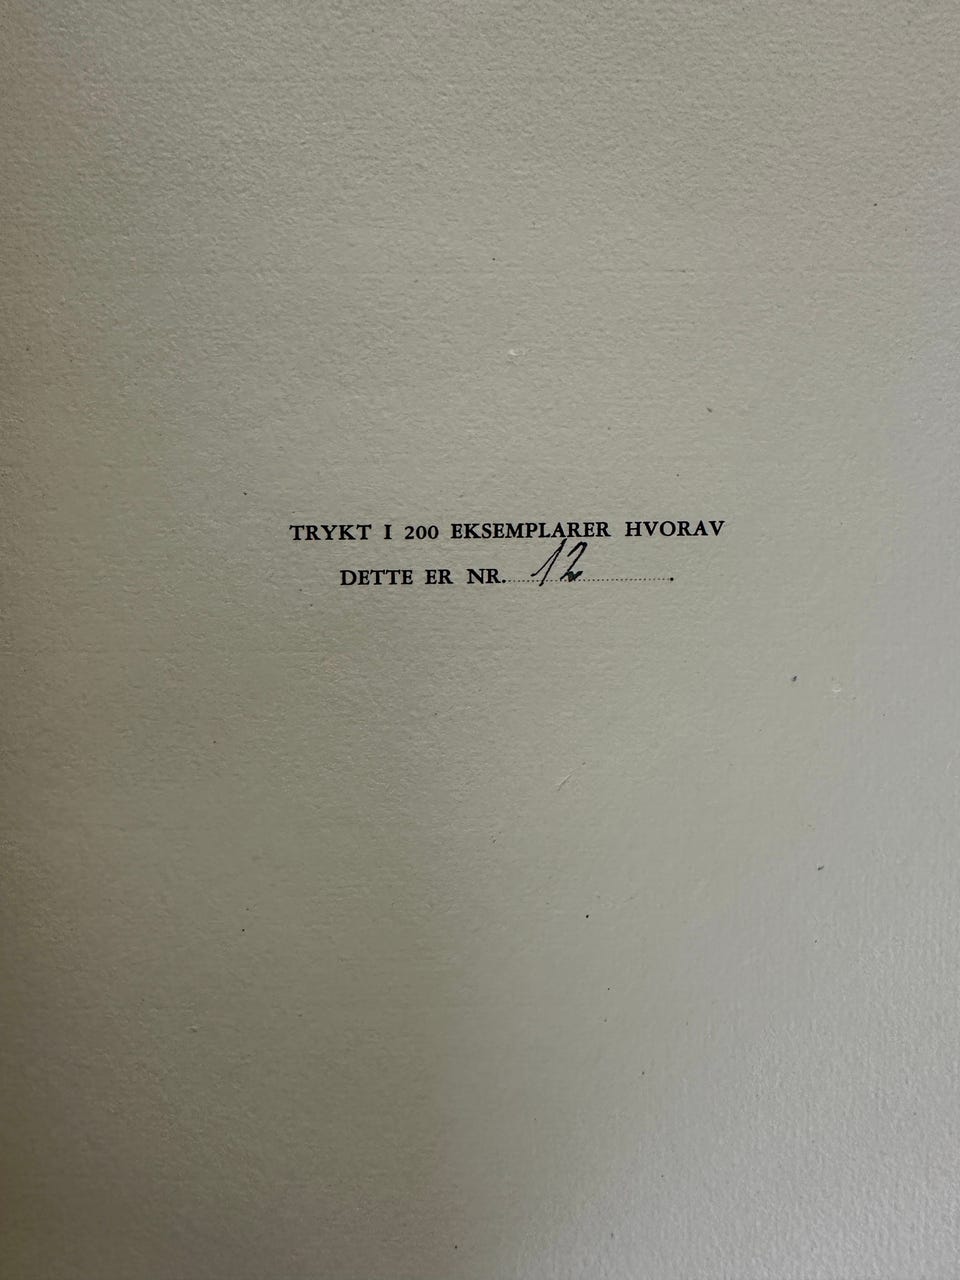 TRYKT I 200 EKSEMPLARER HVORAV
DETTE ER NR. 12 .